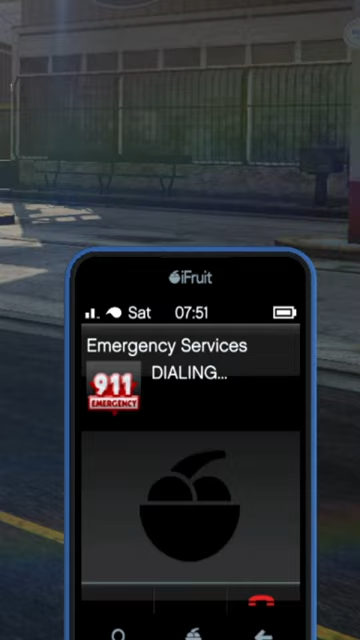 iFruit
Sat 07:51
Emergency Services
911
EMERGENCY
DIALING...